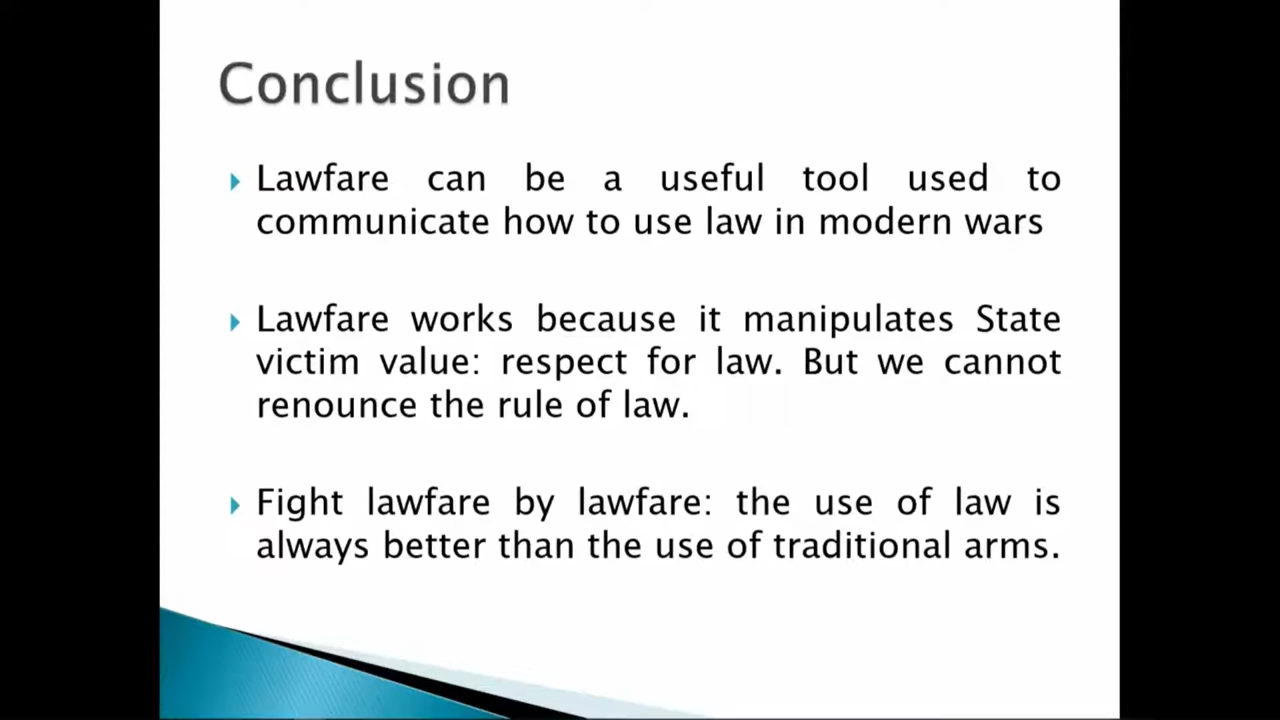 Conclusion
Lawfare can be a useful tool used to
communicate how to use law in modern wars
Lawfare works because it manipulates State
victim value: respect for law. But we cannot
renounce the rule of law.
Fight lawfare by lawfare: the use of law is
always better than the use of traditional arms.